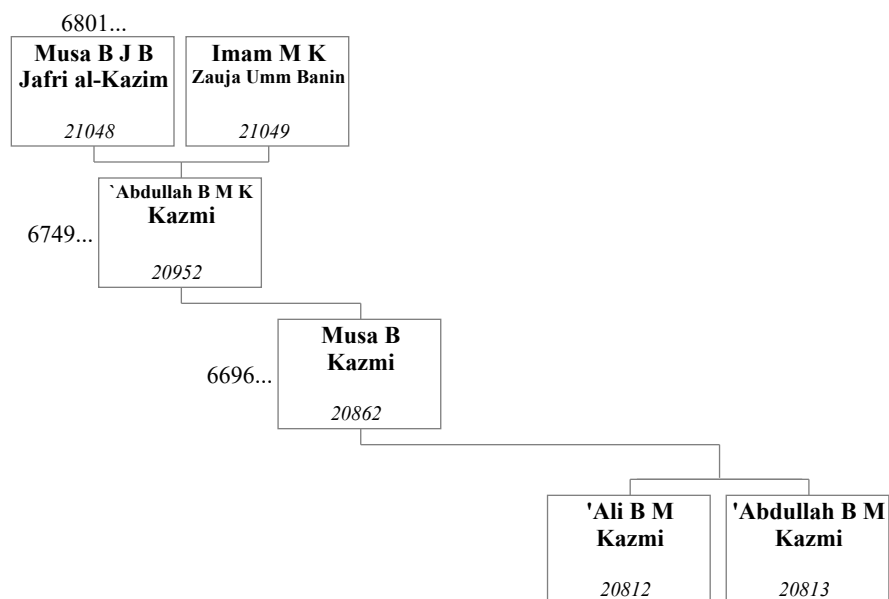 6801...
Musa B J B
Jafri al-Kazim
21048
Imam M K
Zauja Umm Banin
21049
`Abdullah B M K
Kazmi
6749...
20952
Musa B
Kazmi
6696...
20862
'Ali B M
Kazmi
20812
'Abdullah B M
Kazmi
20813